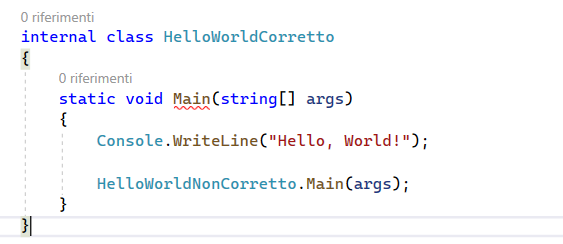 0 riferimenti
internal class HelloWorldCorretto
{
0 riferimenti
static void Main(string[] args)
{
Console.WriteLine("Hello, World!");
HelloWorldNonCorretto.Main(args);
}
}